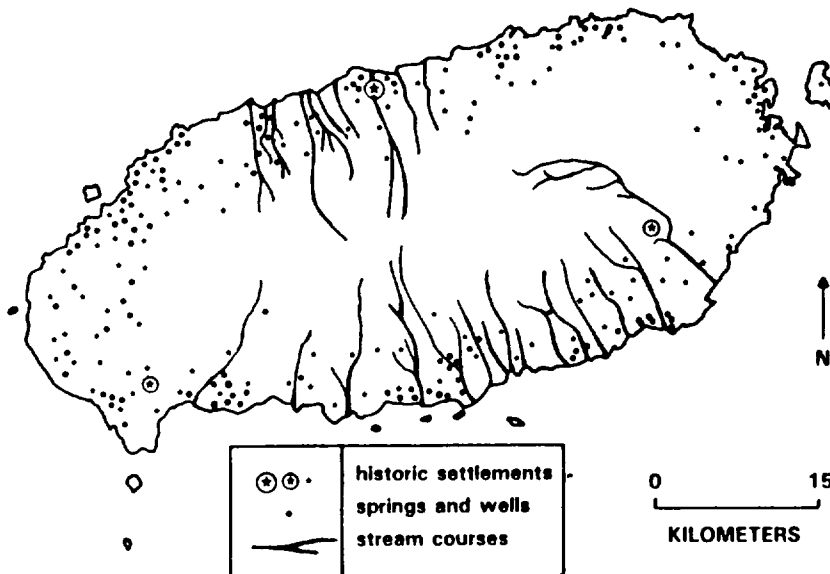 N
historic settlements
springs and wells
stream courses
0 15
KILOMETERS